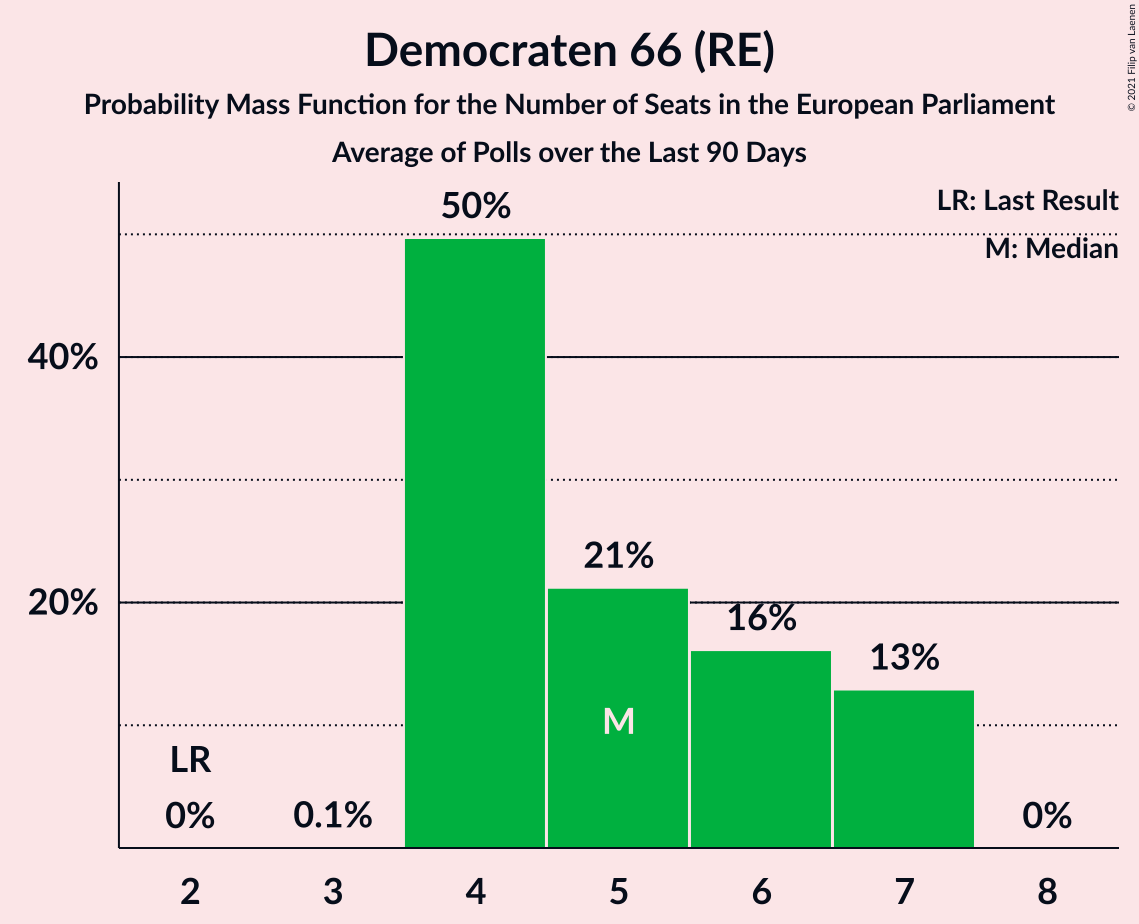 Democraten 66 (RE)
Probability Mass Function for the Number of Seats in the European Parliament
Average of Polls over the Last 90 Days
© 2021 Filip van Laenen
LR: Last Result
M: Median
50%
40%
21%
20%
16%
13%
M
LR
0%
0.1%
0%
2
3
4
5
6
7
8